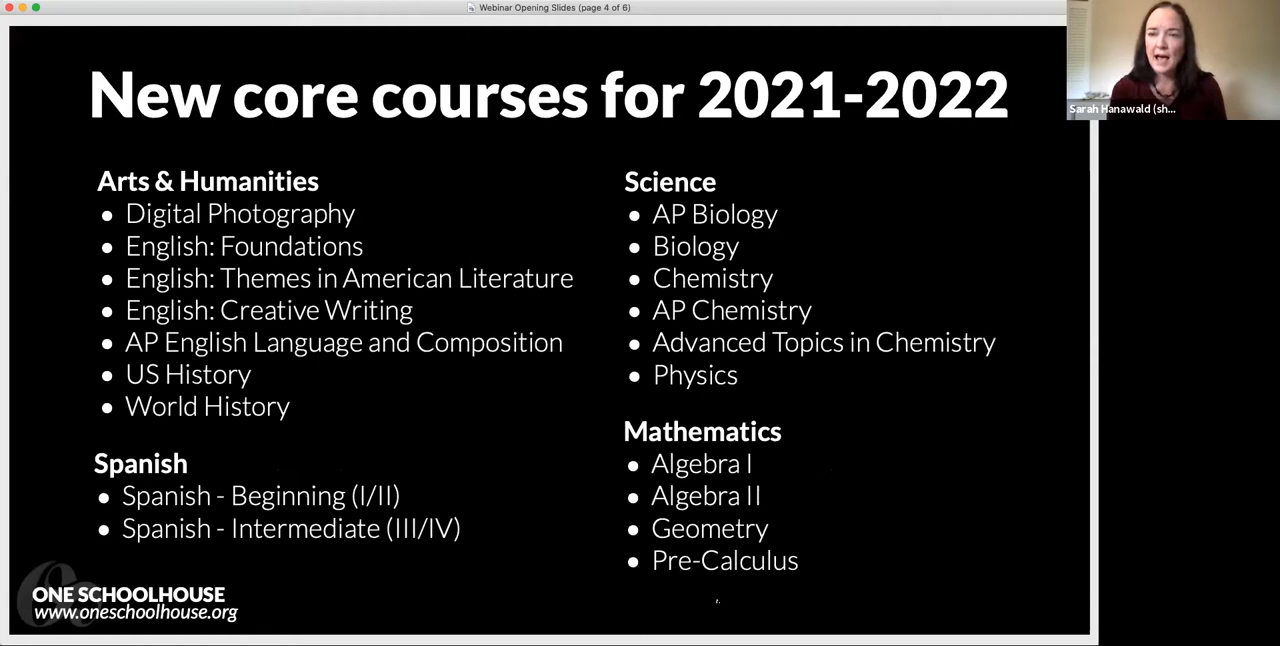 Webinar Opening Slides (page 4 of 6)
New core courses for 2021-2022
Arts & Humanities
Digital Photography
English: Foundations
English: Themes in American Literature
English: Creative Writing
AP English Language and Composition
US History
World History
Spanish
Spanish - Beginning (I/II)
Spanish - Intermediate (III/IV)
Science
AP Biology
Biology
Chemistry
AP Chemistry
Advanced Topics in Chemistry
Physics
Mathematics
Algebra I
Algebra II
Geometry
Pre-Calculus
ONE SCHOOLHOUSE
www.oneschoolhouse.org
Sarah Hanawald (sh...